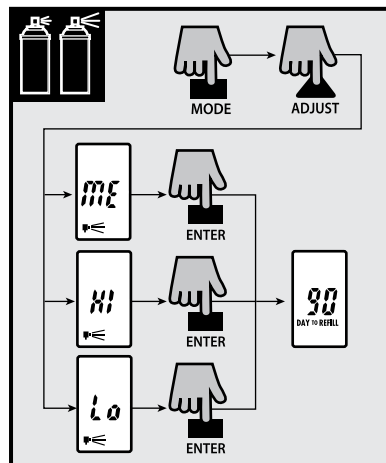 MODE
ADJUST
ME
ENTER
HI
ENTER
90
DAY TO REFILL
Lo
ENTER